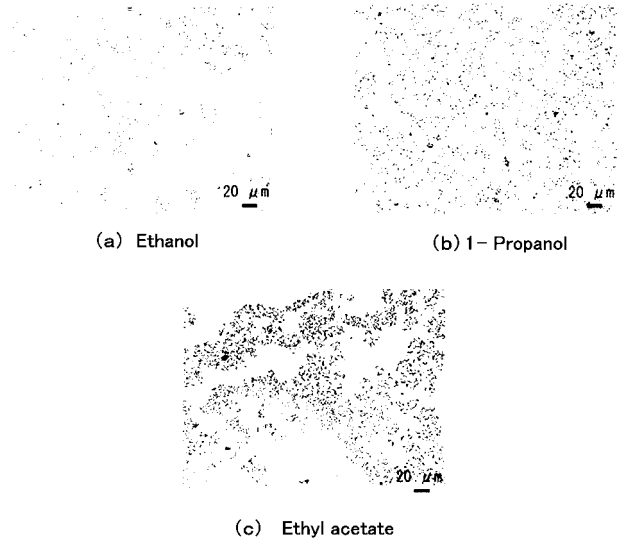 20 μm
20 μm
(a) Ethanol
(b) 1- Propanol
20 μm
(c) Ethyl acetate